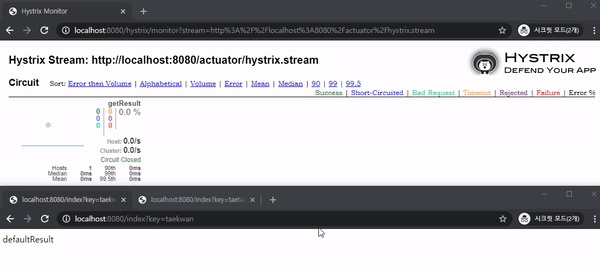 Hystrix Monitor
localhost:8080/hystrix/monitor?stream=http%3A%2F%2Flocalhost%3A8080%2Factuator%2Fhystrix.stream
시크릿 모드(2개)
Hystrix Stream: http://localhost:8080/actuator/hystrix.stream
HYSTRIX
DEFEND YOUR APP
Circuit Sort: Error then Volume | Alphabetical | Volume | Error | Mean | Median | 90 | 99 | 99.5
Success | Short-Circuited | Bad Request | Timeout | Rejected | Failure | Error %
getResult
0 0 0.0 %
0 0
0 0
Host: 0.0/s
Cluster: 0.0/s
Circuit Closed
Hosts 1 90th 0ms
Median 0ms 99th 0ms
Mean 0ms 99.5th 0ms
localhost:8080/index?key=taekw
localhost:8080/index?key=taeta
localhost:8080/index?key=taekwan
시크릿 모드(2개)
defaultResult